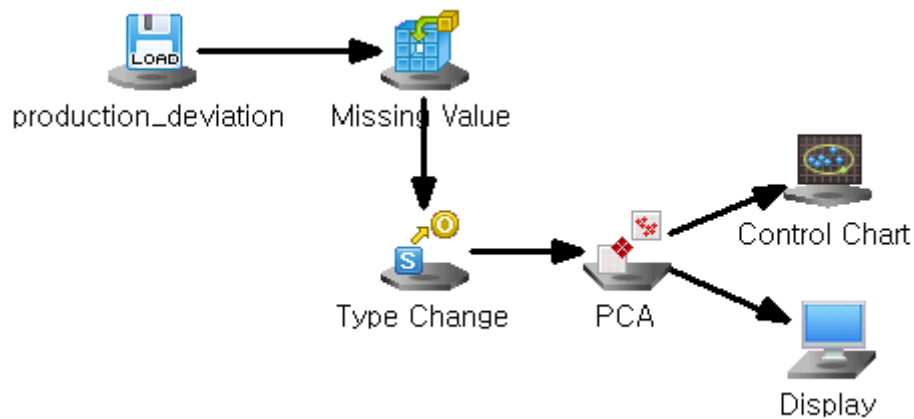 LOAD
production_deviation
Missing Value
Control Chart
S
O
Type Change
PCA
Display